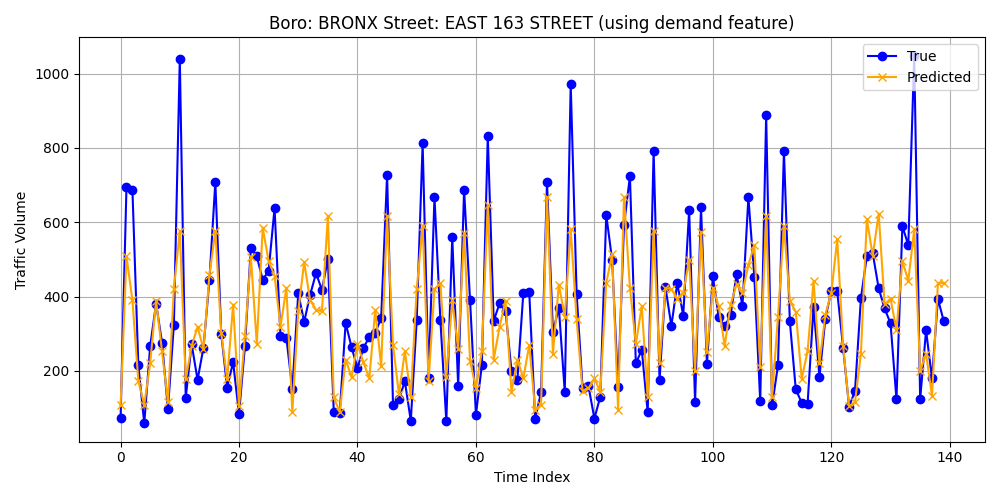 Boro: BRONX Street: EAST 163 STREET (using demand feature)
True
Predicted
Traffic Volume
1000
800
600
400
200
0 20 40 60 80 100 120 140
Time Index